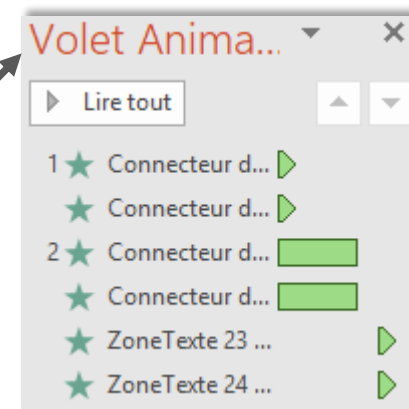 Volet Anima...
Lire tout
1 Connecteur d...
Connecteur d...
2 Connecteur d...
Connecteur d...
ZoneTexte 23 ...
ZoneTexte 24 ...